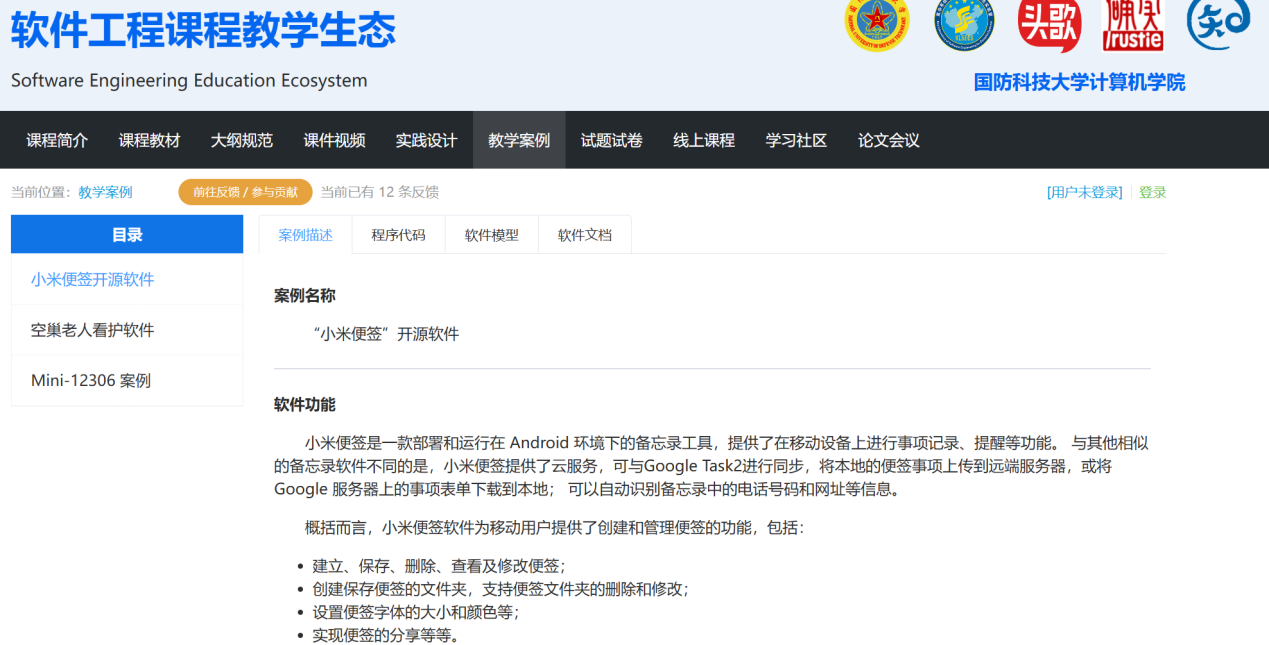 软件工程课程教学生态
Software Engineering Education Ecosystem
头歌
确实
Trustie
国防科技大学计算机学院
课程简介 课程教材 大纲规范 课件视频 实践设计 教学案例 试题试卷 线上课程 学习社区 论文会议
当前位置：教学案例 前往反馈 / 参与贡献 当前已有 12 条反馈 [用户未登录] 登录
目录
小米便签开源软件
空巢老人看护软件
Mini-12306 案例
案例描述 程序代码 软件模型 软件文档
案例名称
“小米便签”开源软件
软件功能
小米便签是一款部署和运行在 Android 环境下的备忘录工具，提供了在移动设备上进行事项记录、提醒等功能。 与其他相似
的备忘录软件不同的是，小米便签提供了云服务，可与Google Task2进行同步，将本地的便签事项上传到远端服务器，或将
Google 服务器上的事项表单下载到本地； 可以自动识别备忘录中的电话号码和网址等信息。
概括而言，小米便签软件为移动用户提供了创建和管理便签的功能，包括：
• 建立、保存、删除、查看及修改便签；
• 创建保存便签的文件夹，支持便签文件夹的删除和修改；
• 设置便签字体的大小和颜色等；
• 实现便签的分享等等。